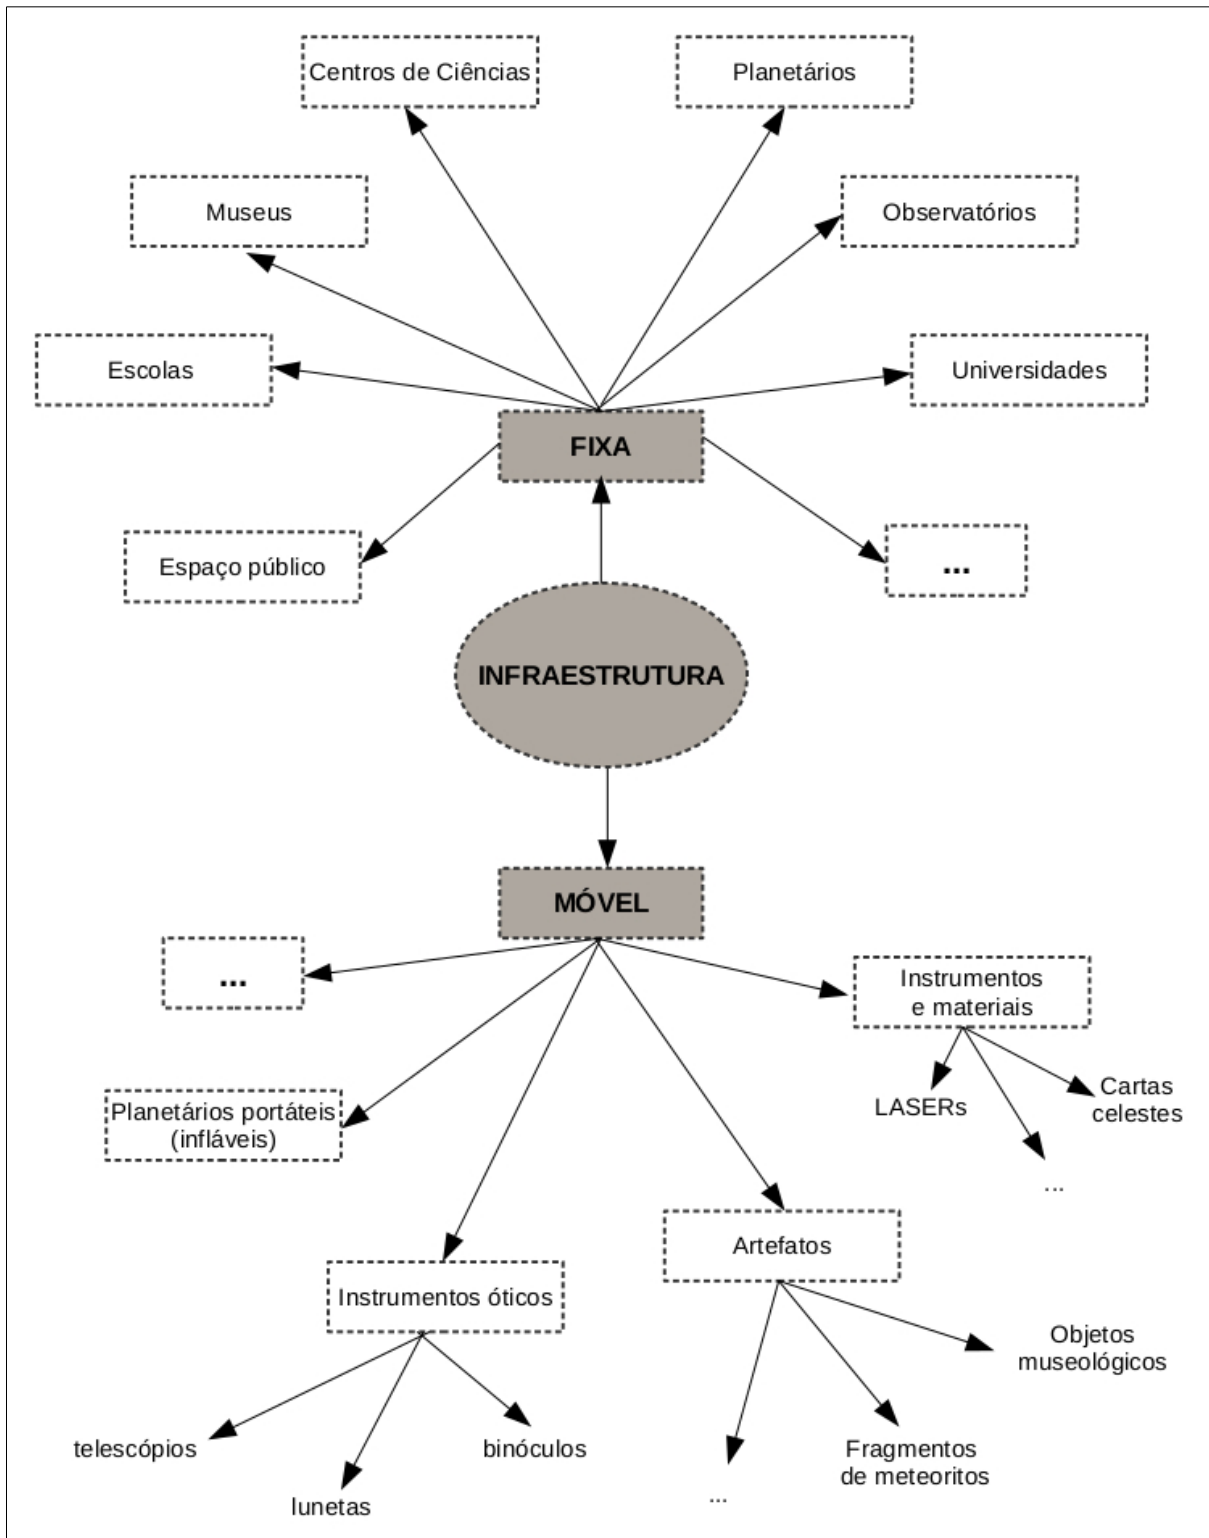 Centros de Ciências
Planetários
Museus
Observatórios
Escolas
Universidades
FIXA
Espaço público
...
INFRAESTRUTURA
MÓVEL
...
Instrumentos
e materiais
LASERs
Cartas
celestes
...
Planetários portáteis
(infláveis)
Artefatos
Instrumentos óticos
Objetos
museológicos
telescópios
lunetas
binóculos
...
Fragmentos
de meteoritos